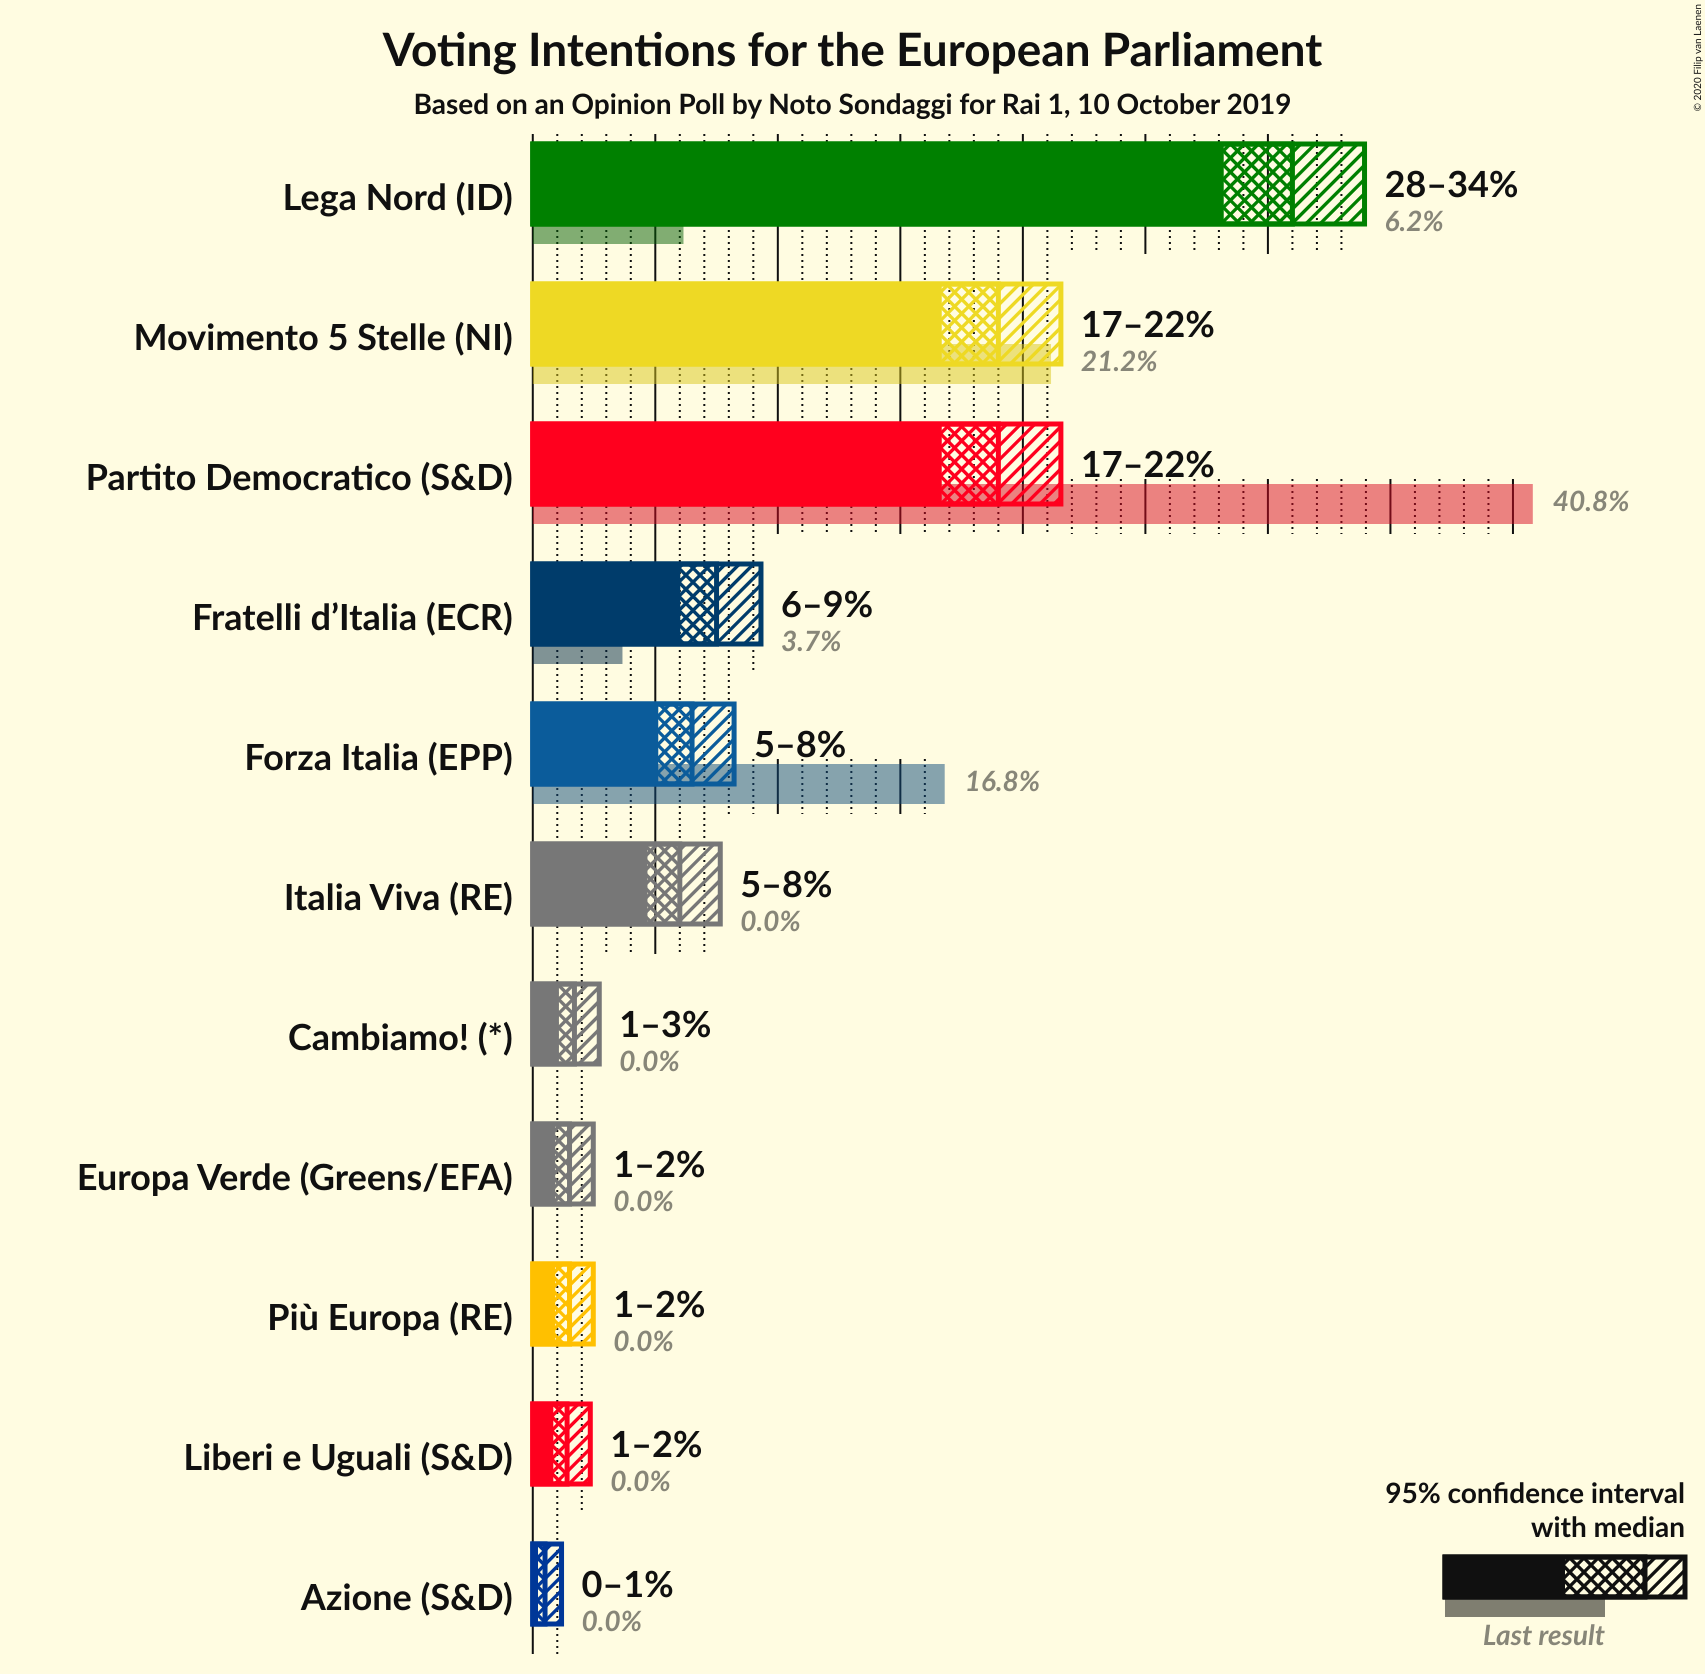 Voting Intentions for the European Parliament
Based on an Opinion Poll by Noto Sondaggi for Rai 1, 10 October 2019
© 2020 Filip van Laenen
Lega Nord (ID)
28–34%
6.2%
Movimento 5 Stelle (NI)
17–22%
21.2%
Partito Democratico (S&D)
17–22%
40.8%
Fratelli d’Italia (ECR)
6–9%
3.7%
Forza Italia (EPP)
5–8%
16.8%
Italia Viva (RE)
5–8%
0.0%
Cambiamo! (*)
1–3%
0.0%
Europa Verde (Greens/EFA)
1–2%
0.0%
Più Europa (RE)
1–2%
0.0%
Liberi e Uguali (S&D)
1–2%
0.0%
Azione (S&D)
0–1%
0.0%
95% confidence interval
with median
Last result